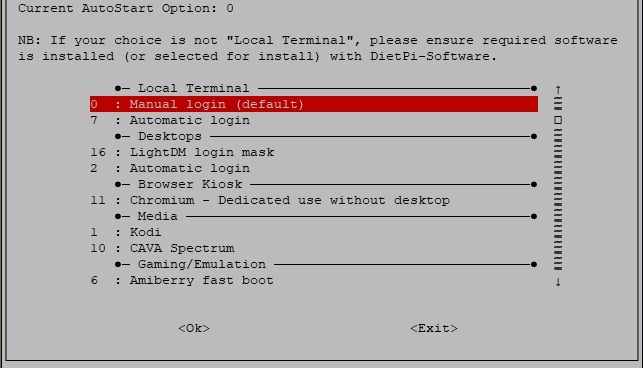 Current AutoStart Option: 0
NB: If your choice is not "Local Terminal", please ensure required software
is installed (or selected for install) with DietPi-Software.
●─ Local Terminal ─●
0 : Manual login (default)
7 : Automatic login
●─ Desktops ─●
16 : LightDM login mask
2 : Automatic login
●─ Browser Kiosk ─●
11 : Chromium - Dedicated use without desktop
●─ Media ─●
1 : Kodi
10 : CAVA Spectrum
●─ Gaming/Emulation ─●
6 : Amiberry fast boot
<Ok> <Exit>